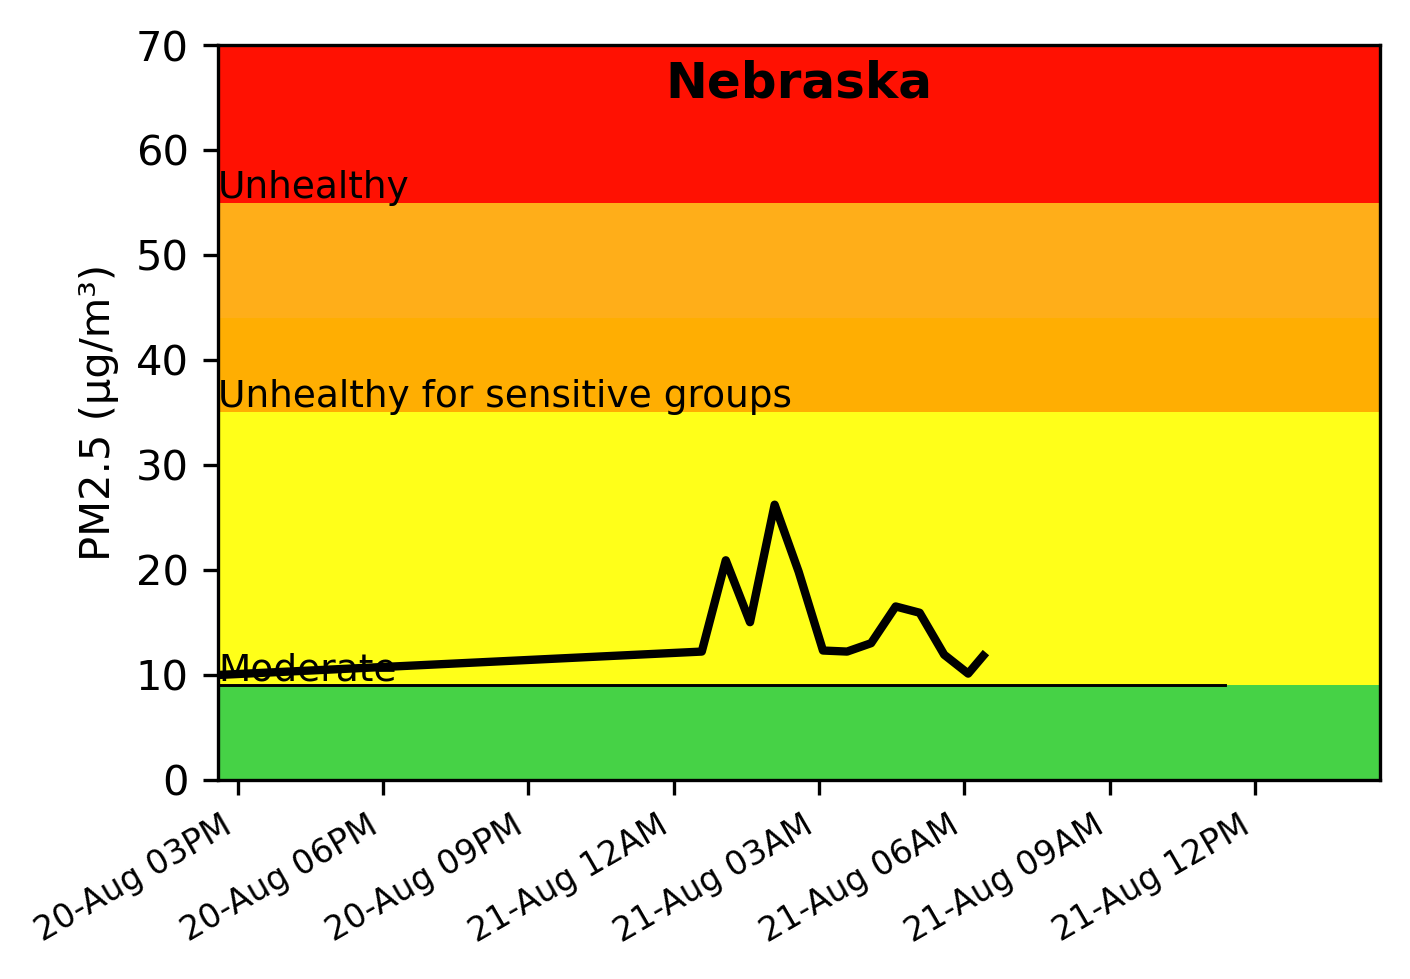 Nebraska
PM2.5 (µg/m³)
70
60
50
40
30
20
10
0
Unhealthy
Unhealthy for sensitive groups
Moderate
20-Aug 03PM
20-Aug 06PM
20-Aug 09PM
21-Aug 12AM
21-Aug 03AM
21-Aug 06AM
21-Aug 09AM
21-Aug 12PM